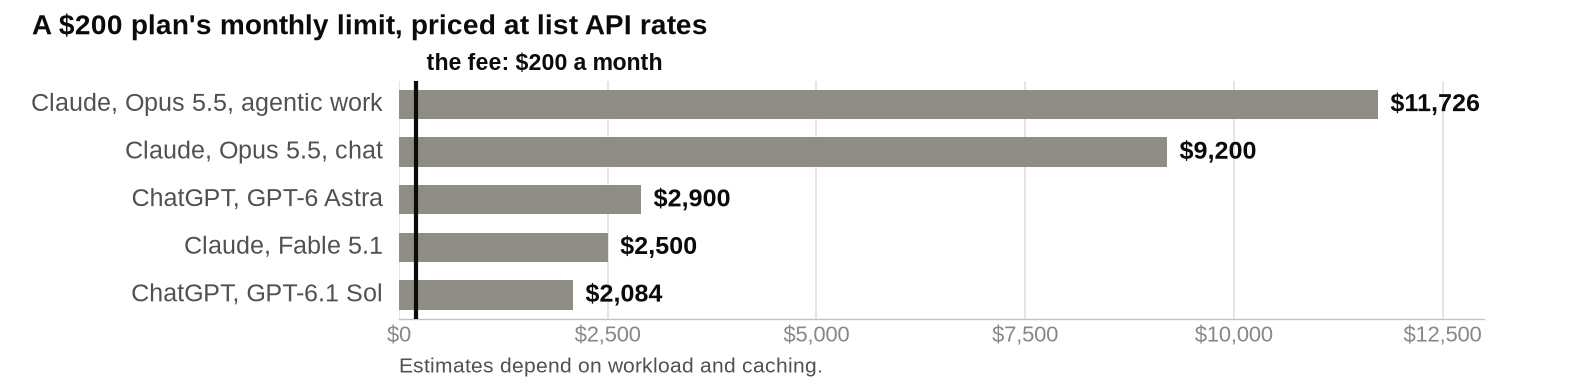 A $200 plan's monthly limit, priced at list API rates
the fee: $200 a month
Claude, Opus 5.5, agentic work $11,726
Claude, Opus 5.5, chat $9,200
ChatGPT, GPT-6 Astra $2,900
Claude, Fable 5.1 $2,500
ChatGPT, GPT-6.1 Sol $2,084
$0 $2,500 $5,000 $7,500 $10,000 $12,500
Estimates depend on workload and caching.